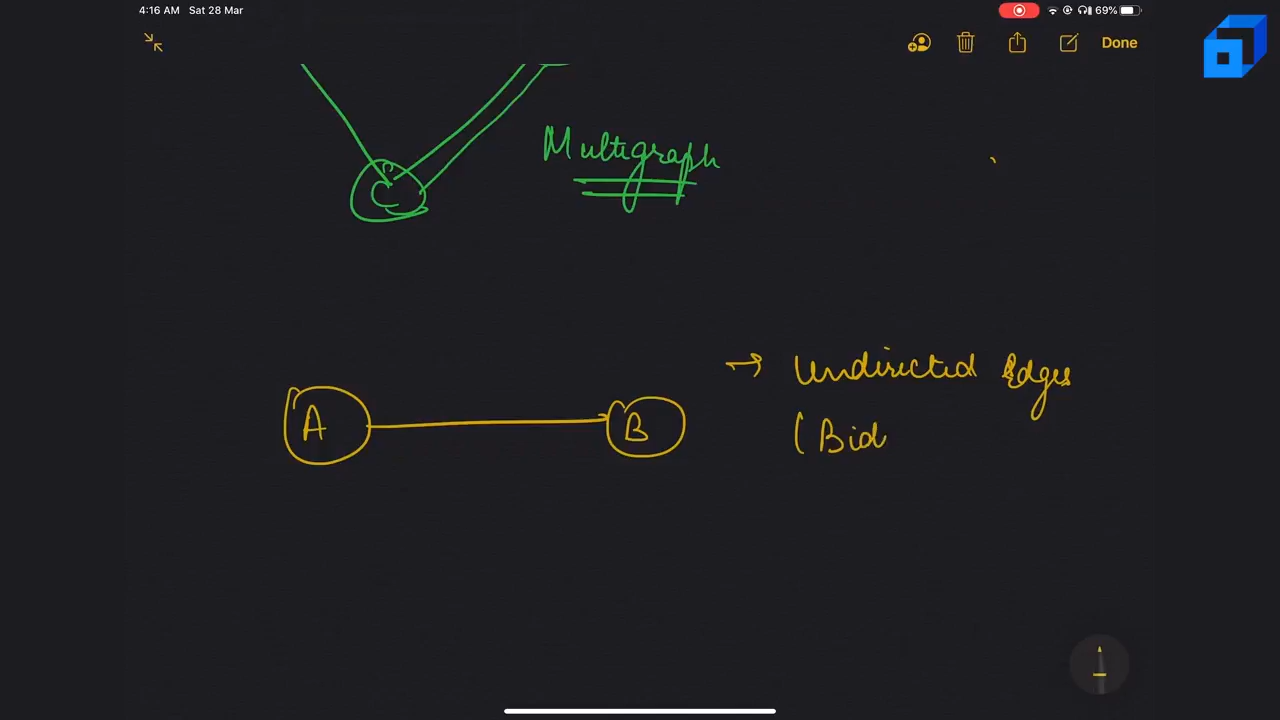 4:16 AM Sat 28 Mar
69%
Done
C
Multigraph
→ Undirected Edges
A
B
(Bid